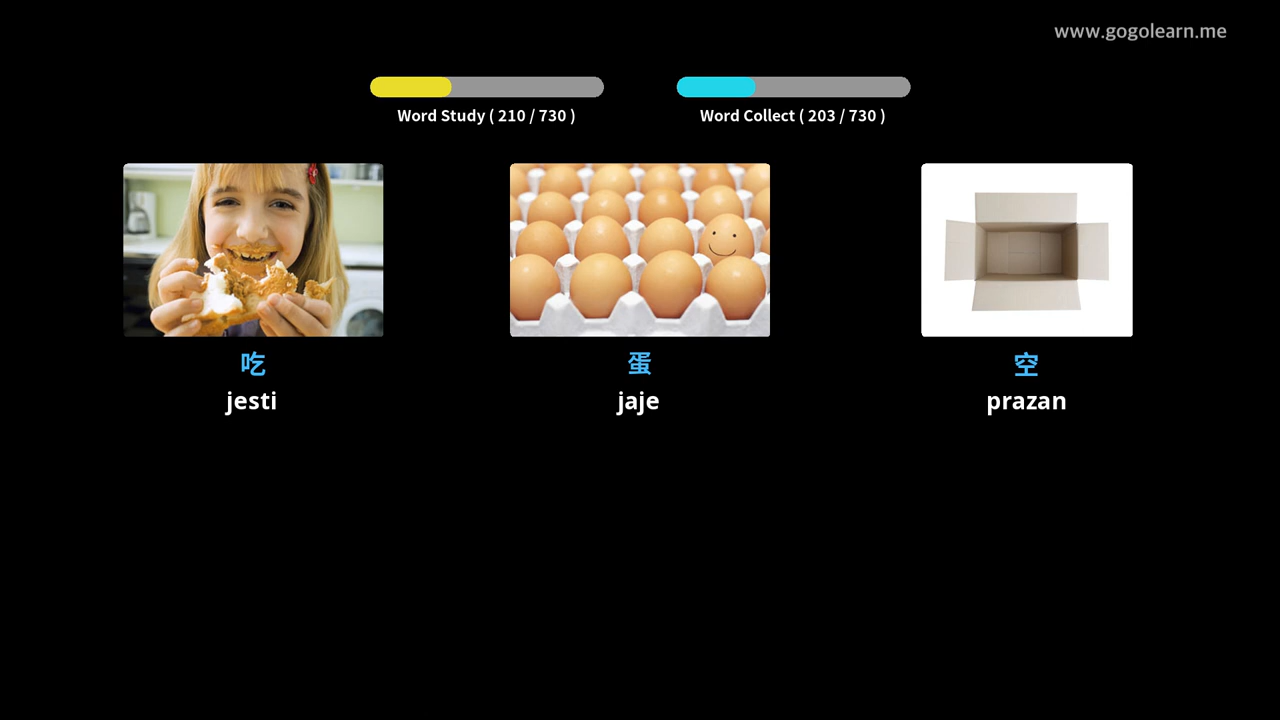 www.gogolearn.me
Word Study ( 210 / 730 )
Word Collect ( 203 / 730 )
吃
jesti
蛋
jaje
空
prazan